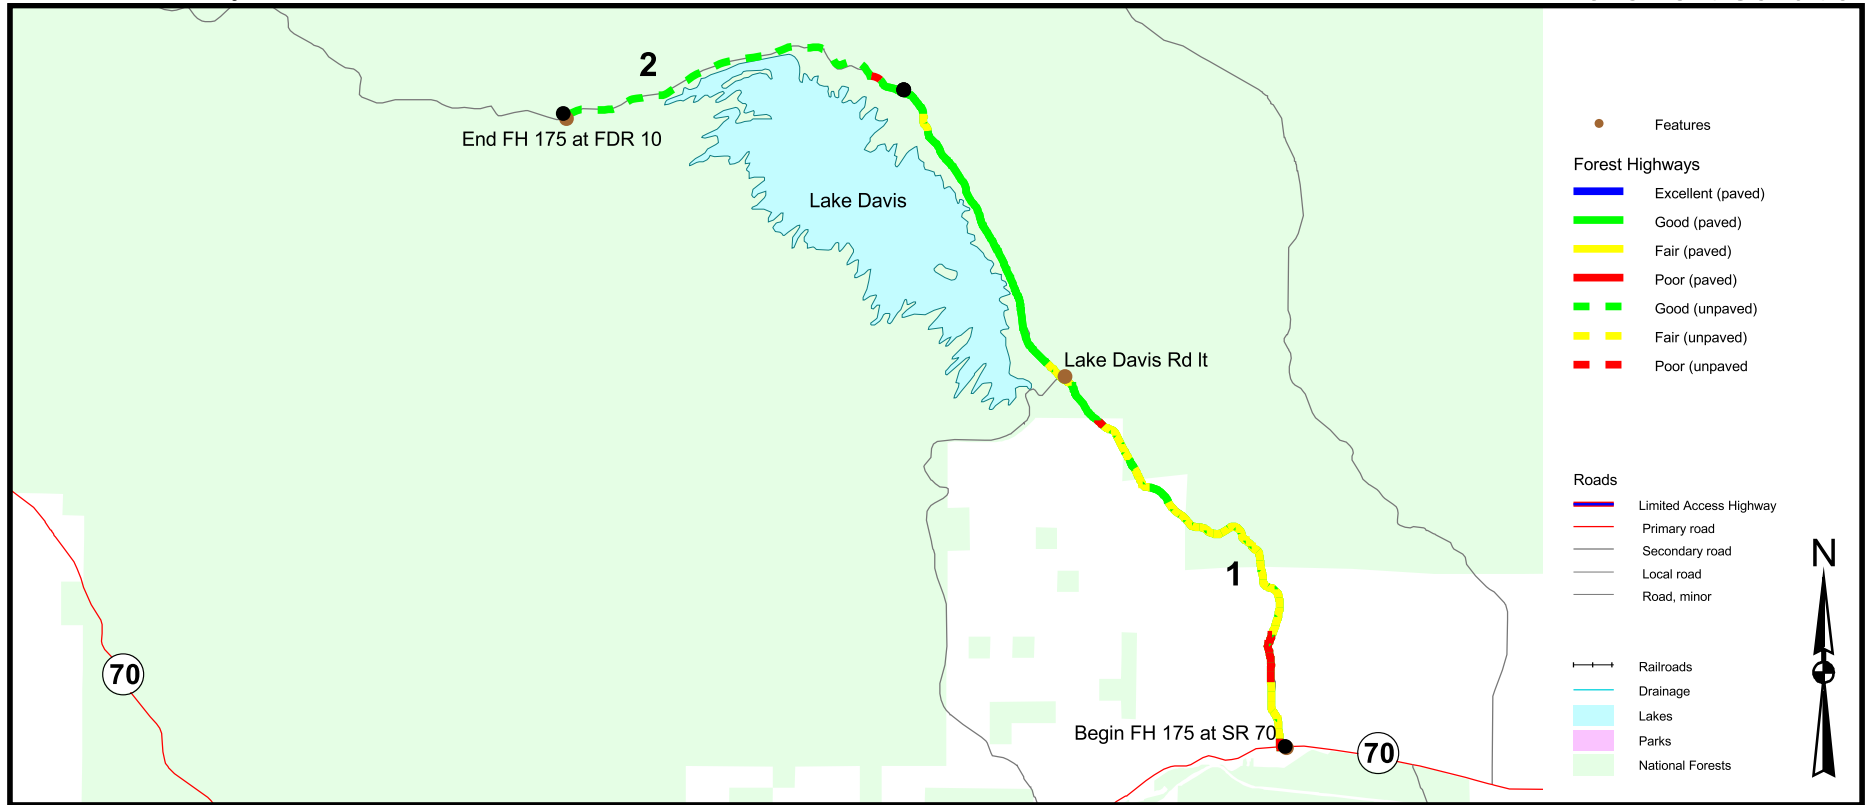 2
End FH 175 at FDR 10
Lake Davis
Lake Davis Rd lt
1
70
Begin FH 175 at SR 70
70
Features
Forest Highways
Excellent (paved)
Good (paved)
Fair (paved)
Poor (paved)
Good (unpaved)
Fair (unpaved)
Poor (unpaved
Roads
Limited Access Highway
Primary road
Secondary road
Local road
Road, minor
N
Railroads
Drainage
Lakes
Parks
National Forests